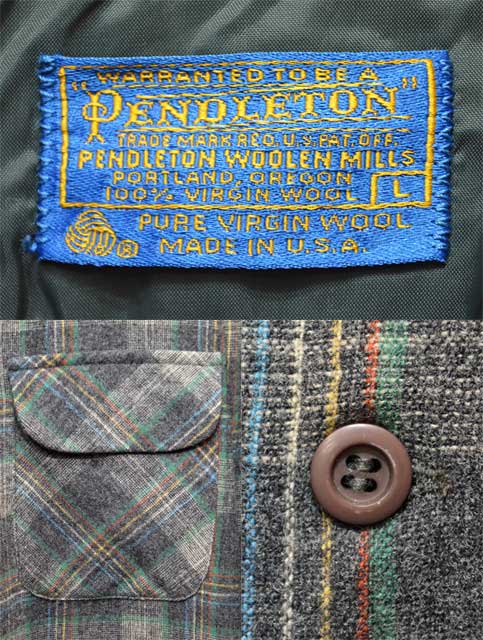 WARRANTED TO BE A
"PENDLETON"
TRADE MARK REG. U.S. PAT. OFF.
PENDLETON WOOLEN MILLS
PORTLAND, OREGON
100% VIRGIN WOOL L
® PURE VIRGIN WOOL
MADE IN U.S.A.